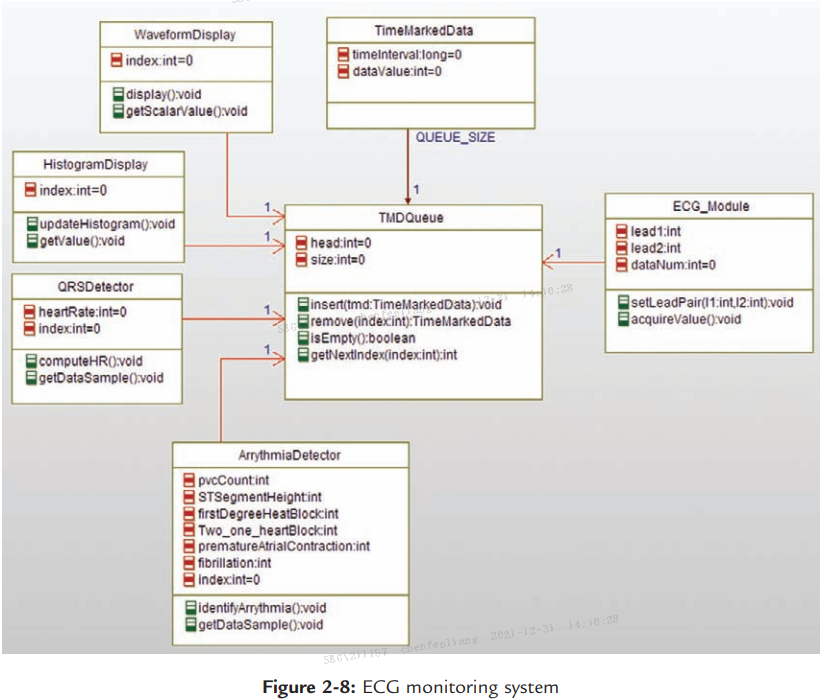 WaveformDisplay
index:int=0
display():void
getScalarValue():void
TimeMarkedData
timeInterval:long=0
dataValue:int=0
QUEUE_SIZE
1
HistogramDisplay
index:int=0
updateHistogram():void
getValue():void
1
1
TMDQueue
head:int=0
size:int=0
insert(tmd:TimeMarkedData):void
remove(index:int):TimeMarkedData
isEmpty():boolean
getNextIndex(index:int):int
ECG_Module
lead1:int
lead2:int
dataNum:int=0
setLeadPair(l1:int,l2:int):void
acquireValue():void
1
QRSDetector
heartRate:int=0
index:int=0
computeHR():void
getDataSample():void
1
1
ArrythmiaDetector
pvcCount:int
STSegmentHeight:int
firstDegreeHeatBlock:int
Two_one_heartBlock:int
prematureAtrialContraction:int
fibrillation:int
index:int=0
identifyArrythmia():void
getDataSample():void
chenfenliang 2021-12-31 14:10:28
Figure 2-8: ECG monitoring system